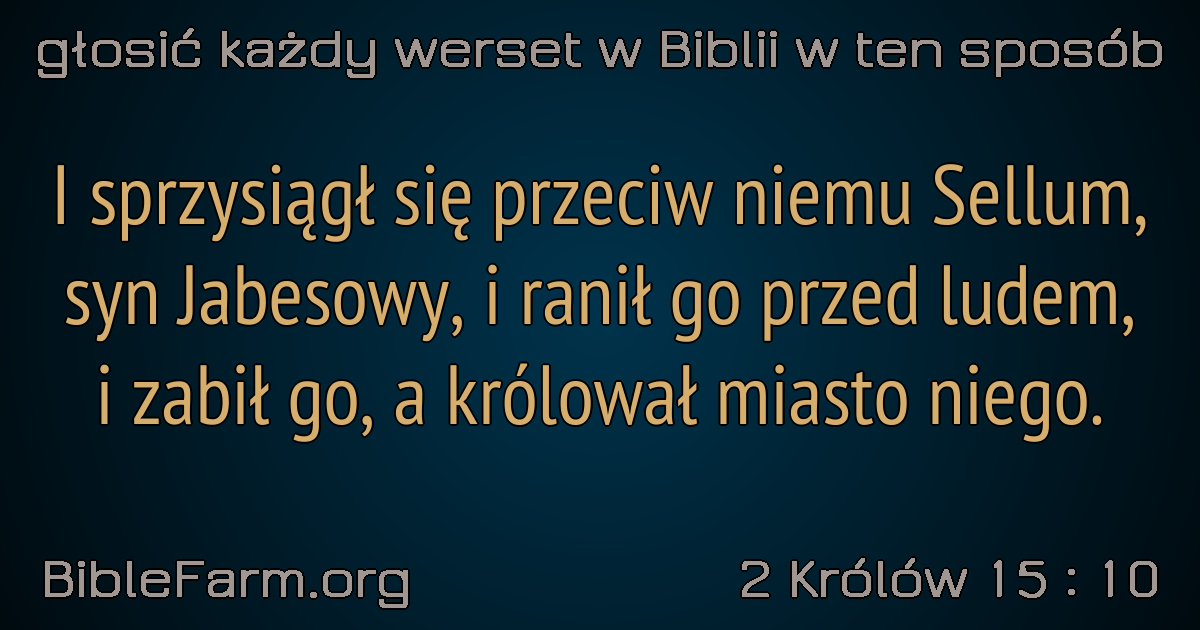 głosić każdy werset w Biblii w ten sposób
I sprzysiągł się przeciw niemu Sellum,
syn Jabesowy, i ranił go przed ludem,
i zabił go, a królował miasto niego.
BibleFarm.org
2 Królów 15 : 10